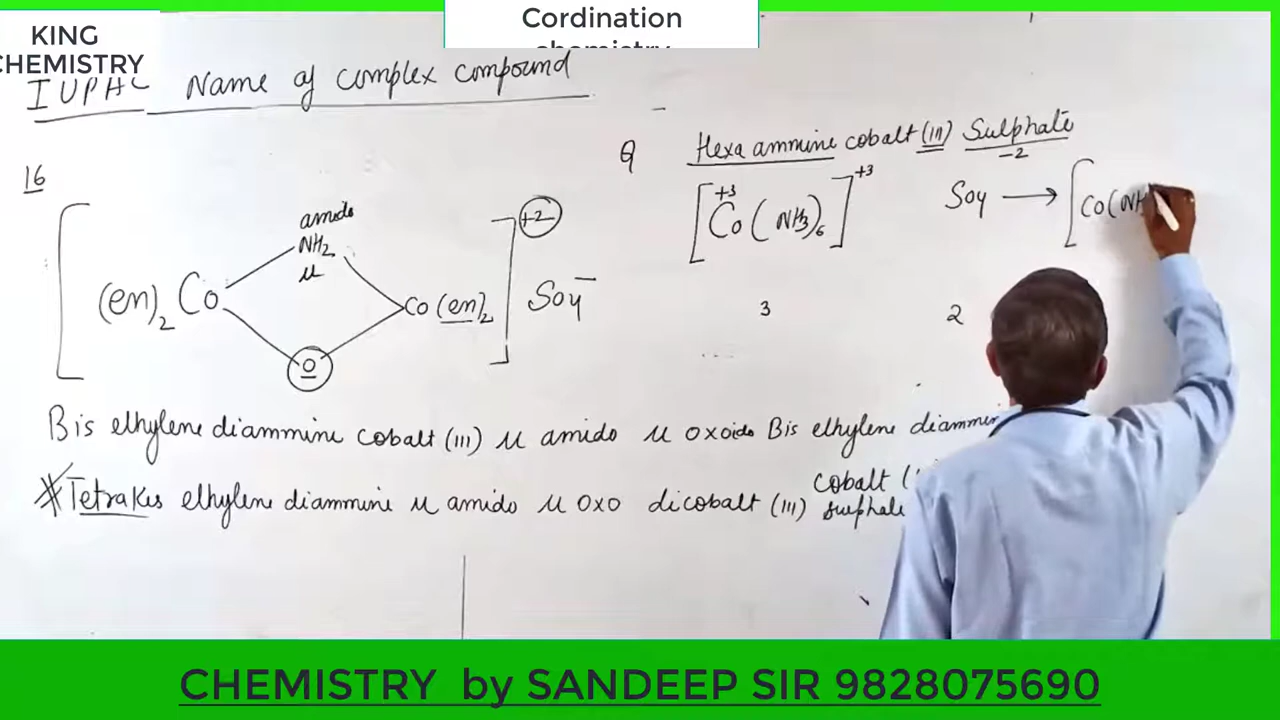 Cordination
chemistry
KING
CHEMISTRY
IUPAC Name of complex compound
Q Hexa ammine cobalt (III) Sulphate
-2
16
[Co(NH3)6]+3
+3
SO4 → [Co(NH
amido
NH2
μ
+2
(en)2 Co
Co (en)2
SO4
O
3
2
Bis ethylene diammine cobalt (III) μ amido μ oxoido Bis ethylene diammin
cobalt (
*Tetrakis ethylene diammine μ amido μ oxo dicobalt (III) sulphate
CHEMISTRY by SANDEEP SIR 9828075690